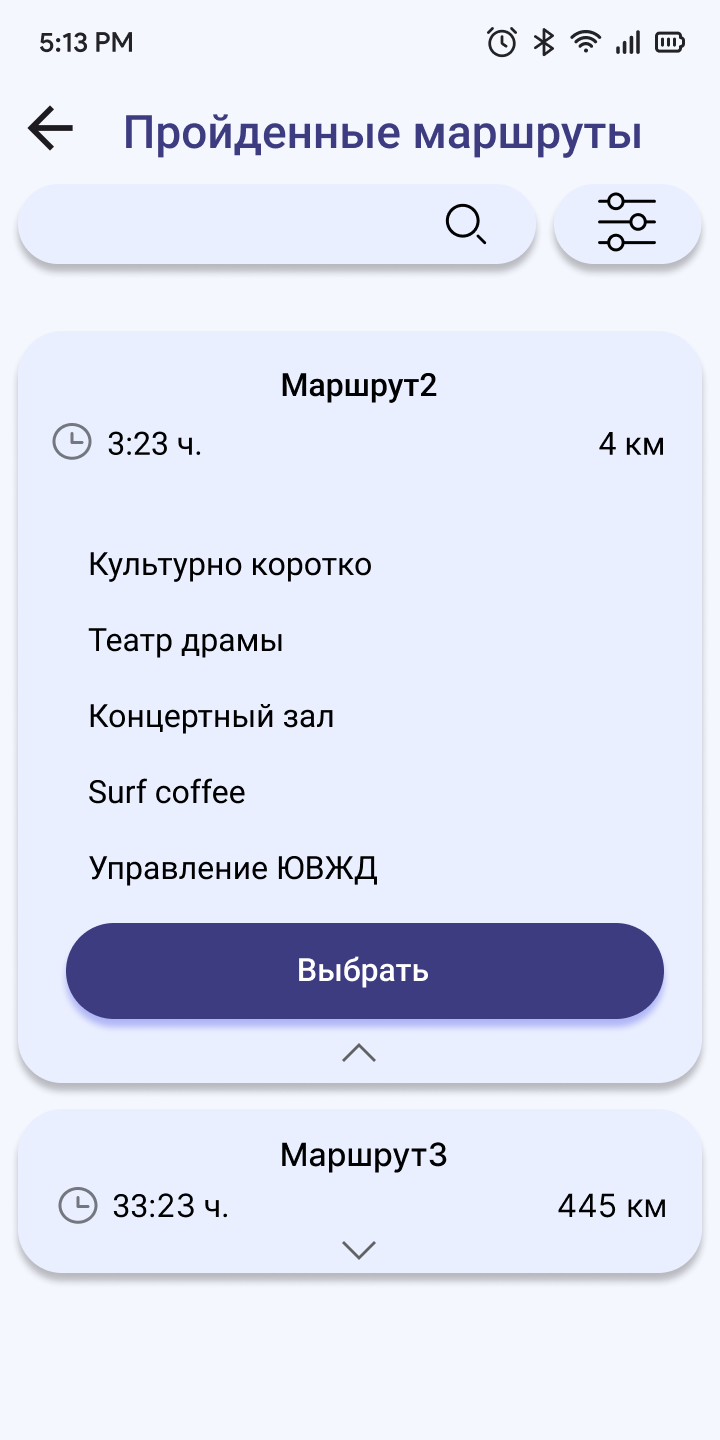 5:13 PM
Пройденные маршруты
Маршрут2
3:23 ч.
4 км
Культурно коротко
Театр драмы
Концертный зал
Surf coffee
Управление ЮВЖД
Выбрать
Маршрут3
33:23 ч.
445 км